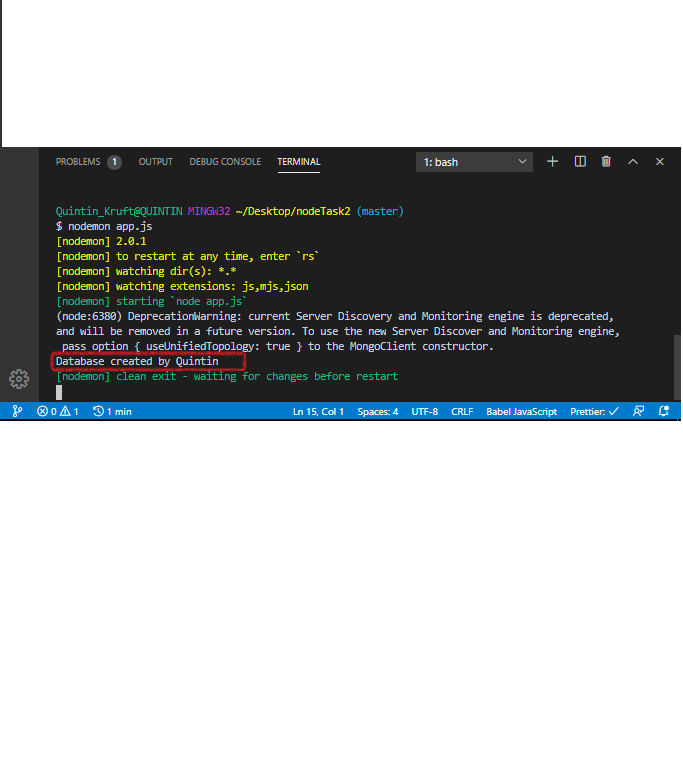 PROBLEMS 1 OUTPUT DEBUG CONSOLE TERMINAL 1: bash
Quintin_Kruft@QUINTIN MINGW32 ~/Desktop/nodeTask2 (master)
$ nodemon app.js
[nodemon] 2.0.1
[nodemon] to restart at any time, enter `rs`
[nodemon] watching dir(s): *.*
[nodemon] watching extensions: js,mjs,json
[nodemon] starting `node app.js`
(node:6380) DeprecationWarning: current Server Discovery and Monitoring engine is deprecated,
and will be removed in a future version. To use the new Server Discover and Monitoring engine,
pass option { useUnifiedTopology: true } to the MongoClient constructor.
Database created by Quintin
[nodemon] clean exit - waiting for changes before restart
0 1 1 min Ln 15, Col 1 Spaces: 4 UTF-8 CRLF Babel JavaScript Prettier: ✓